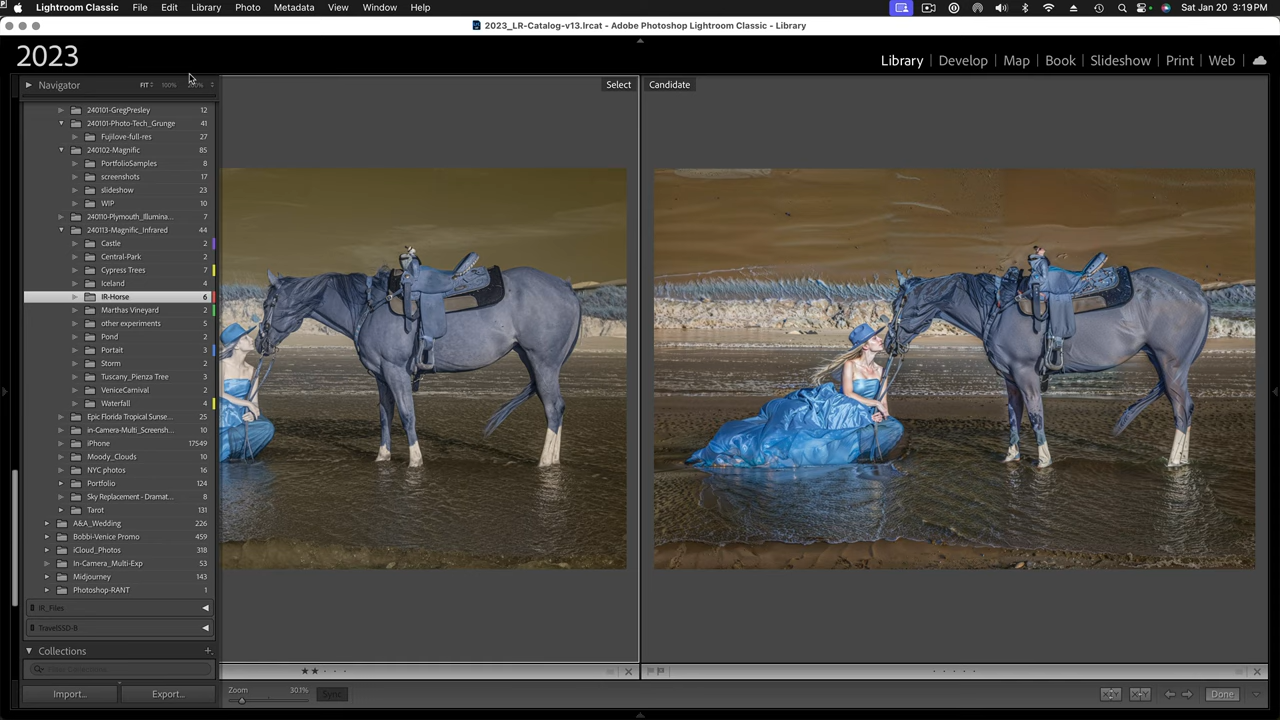 Lightroom Classic File Edit Library Photo Metadata View Window Help Sat Jan 20 3:19 PM
2023_LR-Catalog-v13.lrcat - Adobe Photoshop Lightroom Classic - Library
2023 Library | Develop | Map | Book | Slideshow | Print | Web
Navigator FIT 100% 200%
Select
Candidate
240101-GregPresley 12
240101-Photo-Tech_Grunge 41
Fujilove-full-res 27
240102-Magnific 85
PortfolioSamples 8
screenshots 17
slideshow 23
WIP 10
240110-Plymouth_Illumina... 7
240113-Magnific_Infrared 44
Castle 2
Central-Park 2
Cypress Trees 7
Iceland 4
IR-Horse 6
Marthas Vineyard 2
other experiments 5
Pond 2
Portait 3
Storm 2
Tuscany_Pienza Tree 3
VeniceCarnival 2
Waterfall 4
Epic Florida Tropical Sunse... 25
in-Camera-Multi_Screensh... 10
iPhone 17549
Moody_Clouds 10
NYC photos 16
Portfolio 124
Sky Replacement - Dramat... 8
Tarot 131
A&A_Wedding 226
Bobbi-Venice Promo 459
iCloud_Photos 318
In-Camera_Multi-Exp 53
Midjourney 143
Photoshop-RANT 1
IR_Files
TravelSSD-B
Collections
Import... Export...
Zoom 30.1% Sync
Done